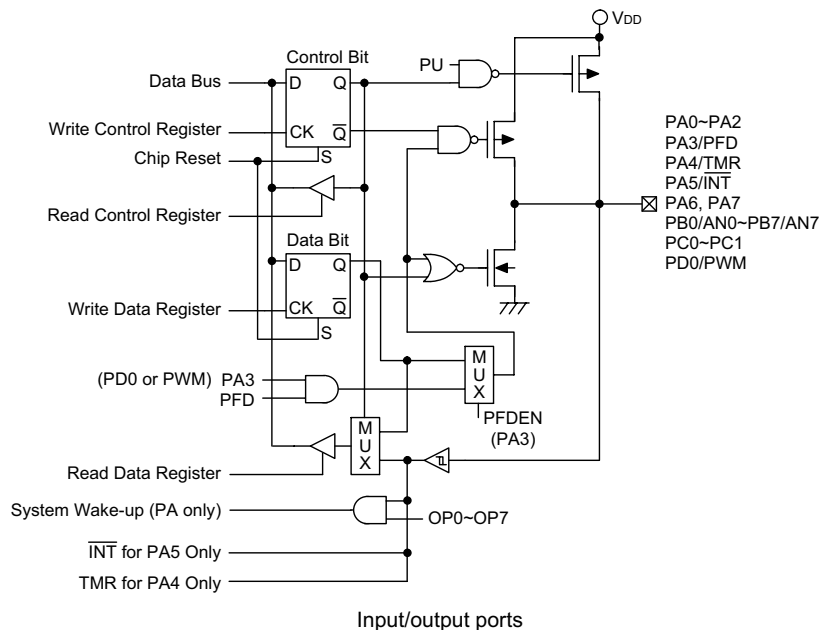 VDD
Control Bit
PU
Data Bus
D
Q
Write Control Register
CK
Q̅
Chip Reset
S
Read Control Register
PA0~PA2
PA3/PFD
PA4/TMR
PA5/I̅N̅T̅
PA6, PA7
PB0/AN0~PB7/AN7
PC0~PC1
PD0/PWM
Data Bit
D
Q
Write Data Register
CK
Q̅
S
(PD0 or PWM) PA3
PFD
M
U
X
PFDEN
(PA3)
M
U
X
Read Data Register
System Wake-up (PA only)
OP0~OP7
I̅N̅T̅ for PA5 Only
TMR for PA4 Only
Input/output ports